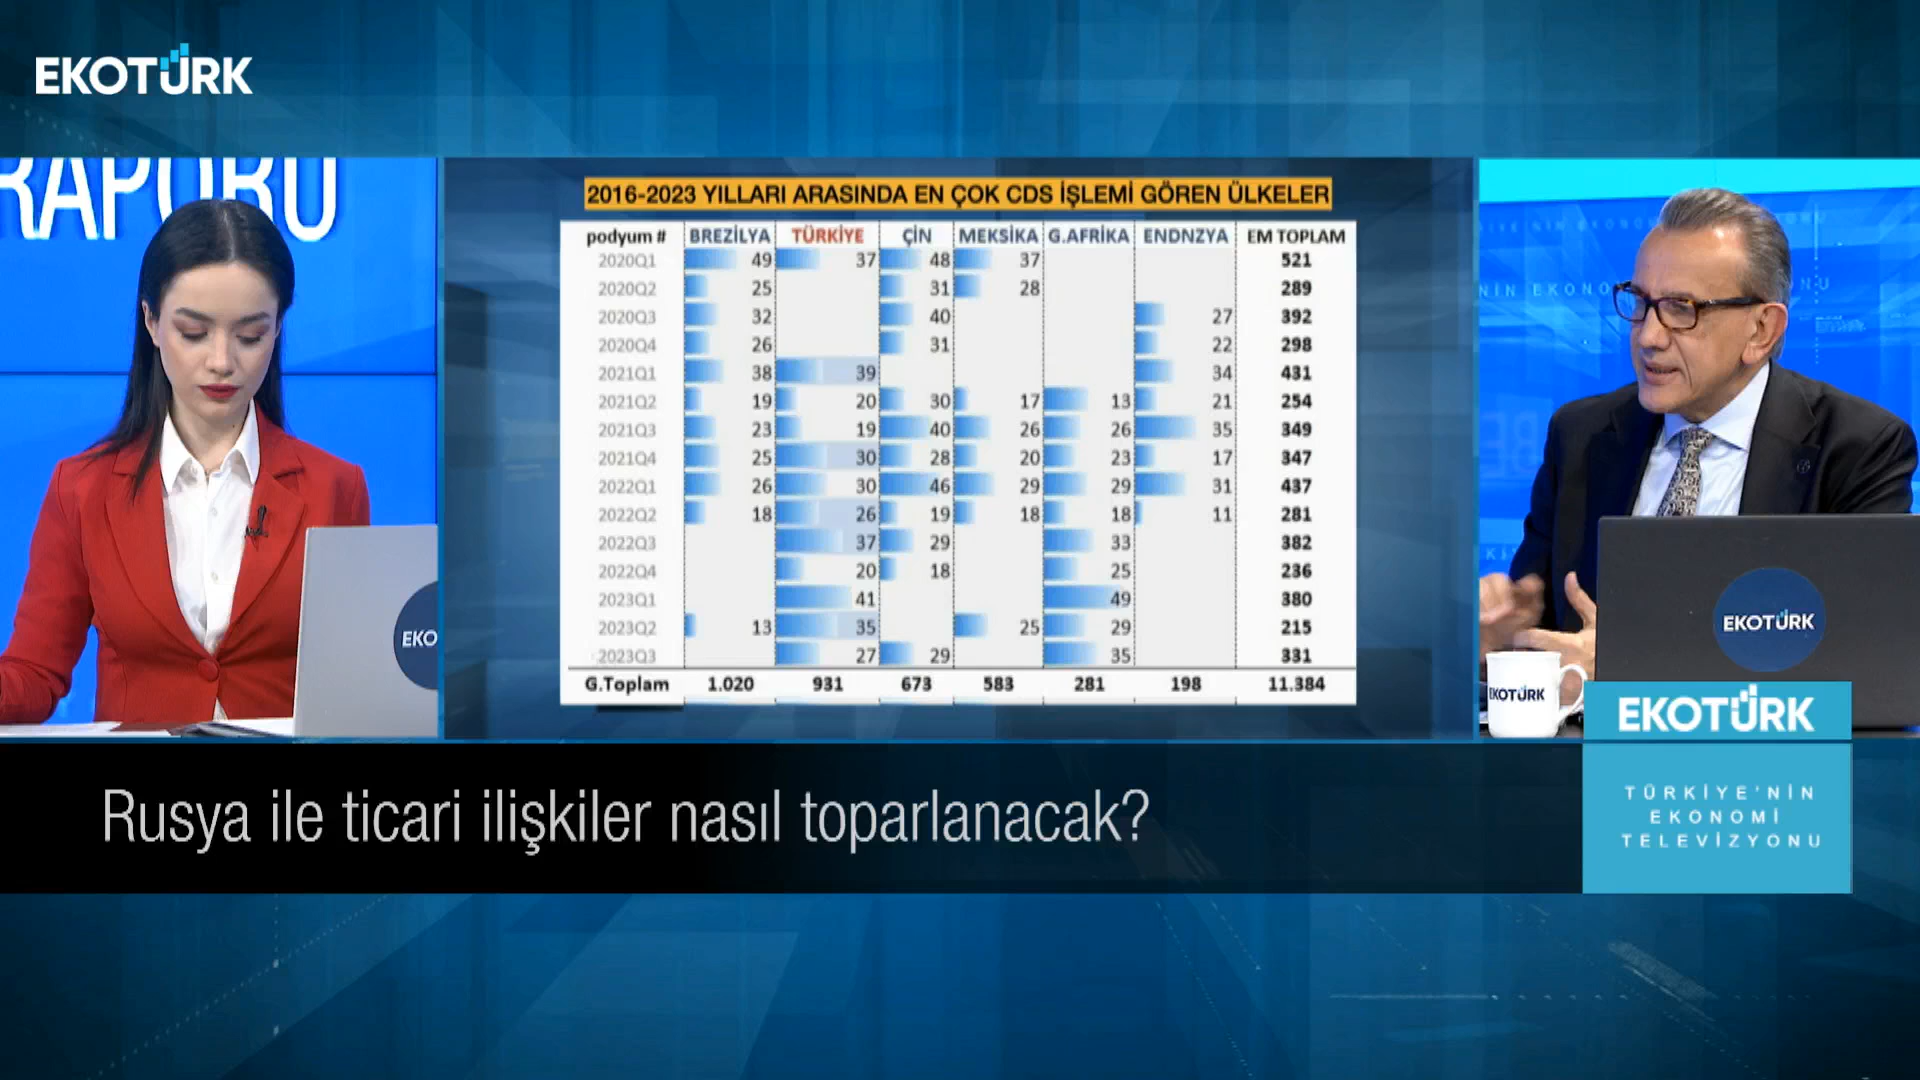 EKOTÜRK
RAPORU
2016-2023 YILLARI ARASINDA EN ÇOK CDS İŞLEMİ GÖREN ÜLKELER
podyum # BREZİLYA TÜRKİYE ÇİN MEKSİKA G.AFRİKA ENDNZYA EM TOPLAM
2020Q1 49 37 48 37 521
2020Q2 25 31 28 289
2020Q3 32 40 27 392
2020Q4 26 31 22 298
2021Q1 38 39 34 431
2021Q2 19 20 30 17 13 21 254
2021Q3 23 19 40 26 26 35 349
2021Q4 25 30 28 20 23 17 347
2022Q1 26 30 46 29 29 31 437
2022Q2 18 26 19 18 18 11 281
2022Q3 37 29 33 382
2022Q4 20 18 25 236
2023Q1 41 49 380
2023Q2 13 35 25 29 215
2023Q3 27 29 35 331
G.Toplam 1.020 931 673 583 281 198 11.384
EKO
EKOTÜRK
EKOTÜRK
EKOTÜRK
Rusya ile ticari ilişkiler nasıl toparlanacak?
TÜRKİYE'NİN
EKONOMİ
TELEVİZYONU